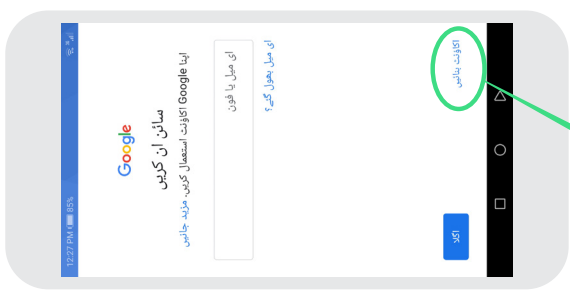 12:27 PM 85%
Google
سائن ان کریں
اپنا Google اکاؤنٹ استعمال کریں. مزید جانیں
ای میل یا فون
ای میل بھول گئے؟
اکاؤنٹ بنائیں
اگلا